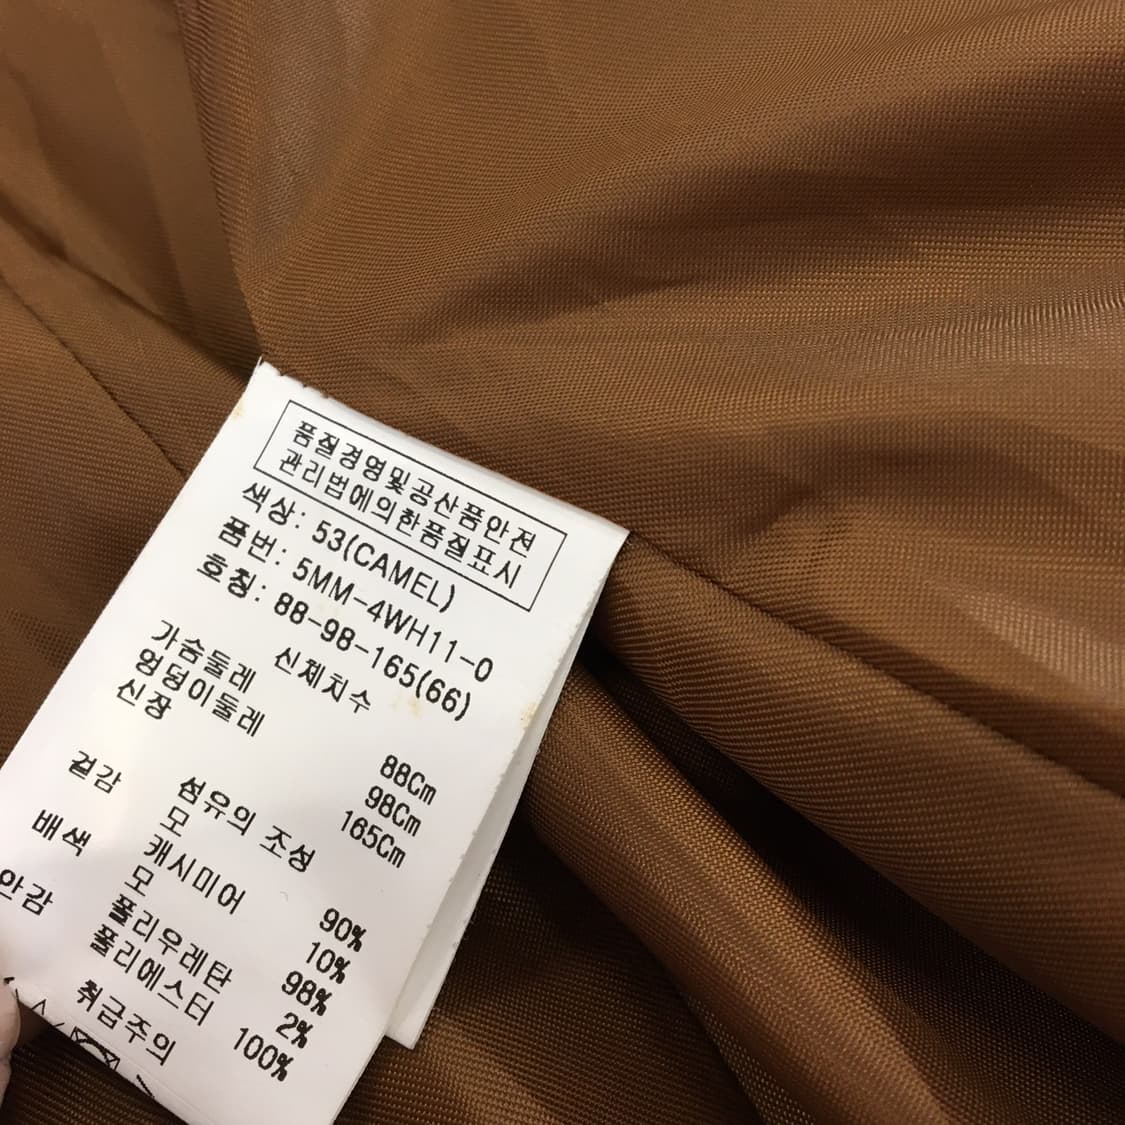 품질경영및공산품안전
관리법에의한품질표시
색상: 53(CAMEL)
품번: 5MM-4WH11-0
호칭: 88-98-165(66)
신체치수
가슴둘레 88Cm
엉덩이둘레 98Cm
신장 165Cm
섬유의 조성
겉감 모 90%
캐시미어 10%
배색 모 98%
폴리우레탄 2%
안감 폴리에스터 100%
취급주의